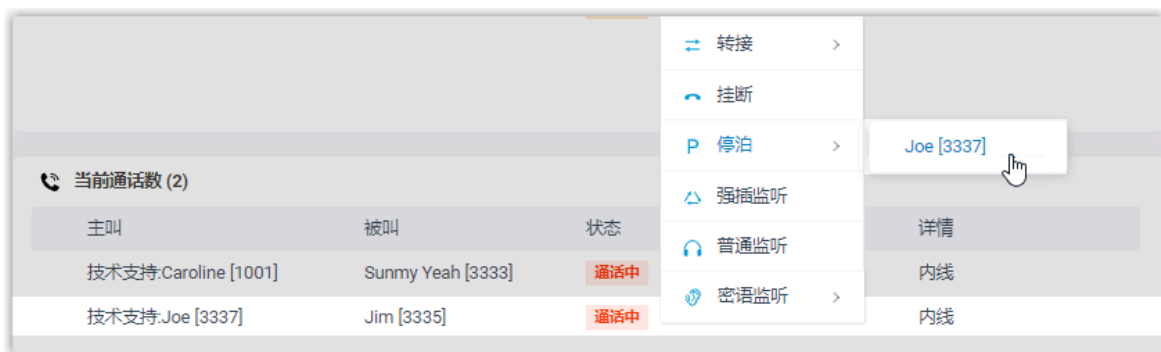 转接
挂断
P 停泊
Joe [3337]
当前通话数 (2)
强插监听
主叫 被叫 状态 详情
普通监听
技术支持:Caroline [1001] Sunmy Yeah [3333] 通话中 内线
密语监听
技术支持:Joe [3337] Jim [3335] 通话中 内线